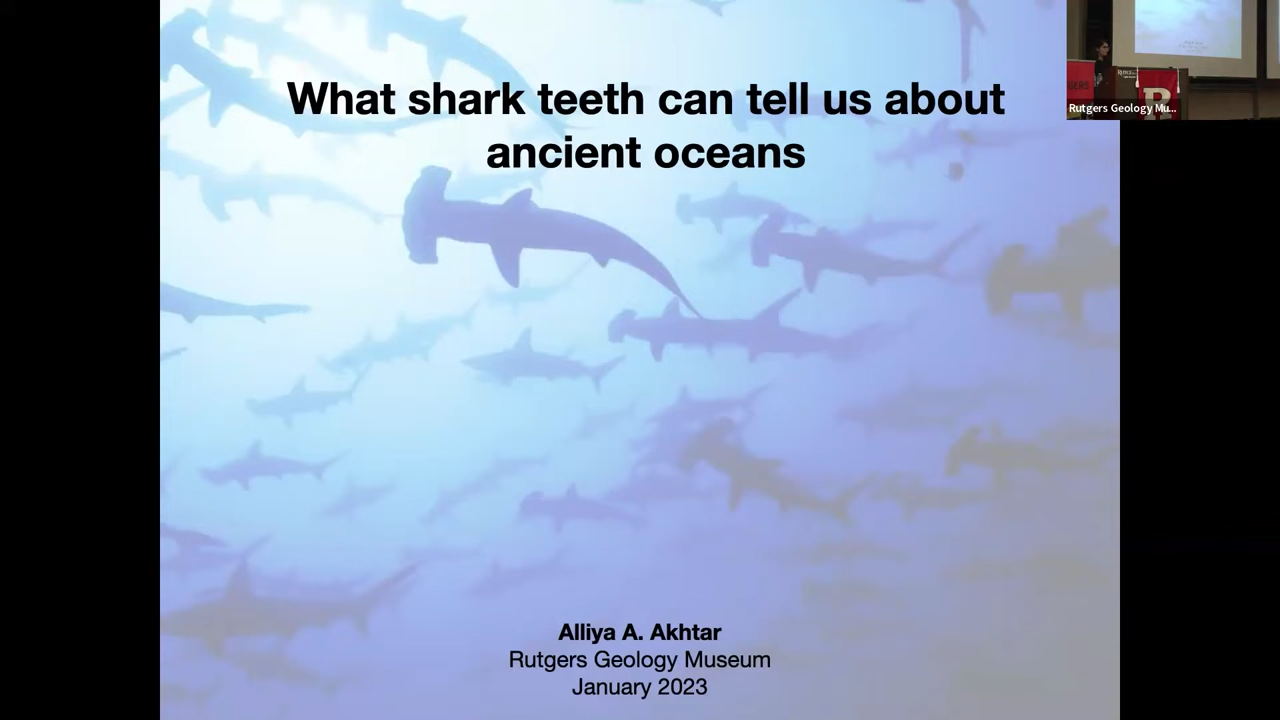 What shark teeth can tell us about
ancient oceans
Rutgers Geology Mu...
Alliya A. Akhtar
Rutgers Geology Museum
January 2023